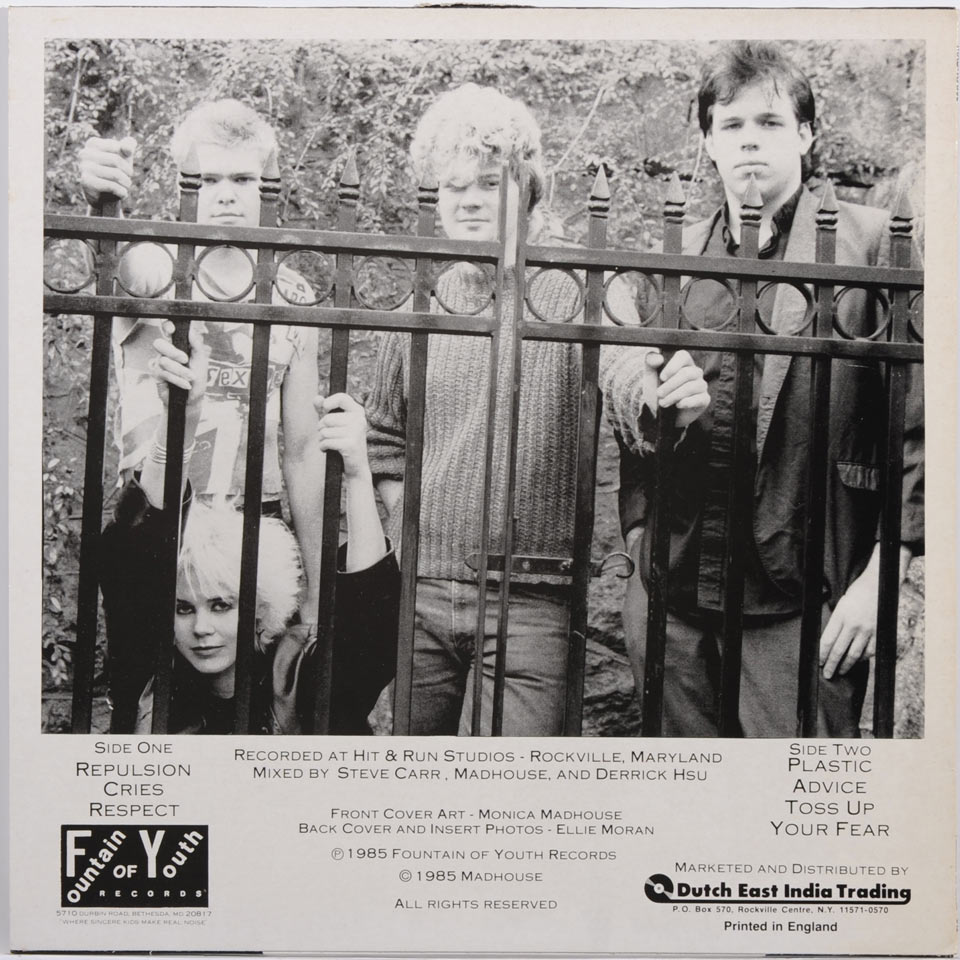 SEX
SIDE ONE
REPULSION
CRIES
RESPECT
Fountain
OF Youth
RECORDS
5710 DURBIN ROAD, BETHESDA, MD 20817
"WHERE SINCERE KIDS MAKE REAL NOISE"
RECORDED AT HIT & RUN STUDIOS - ROCKVILLE, MARYLAND
MIXED BY STEVE CARR, MADHOUSE, AND DERRICK HSU
FRONT COVER ART - MONICA MADHOUSE
BACK COVER AND INSERT PHOTOS - ELLIE MORAN
℗ 1985 FOUNTAIN OF YOUTH RECORDS
© 1985 MADHOUSE
ALL RIGHTS RESERVED
SIDE TWO
PLASTIC
ADVICE
TOSS UP
YOUR FEAR
MARKETED AND DISTRIBUTED BY
Dutch East India Trading
P.O. Box 570, Rockville Centre, N.Y. 11571-0570
Printed in England